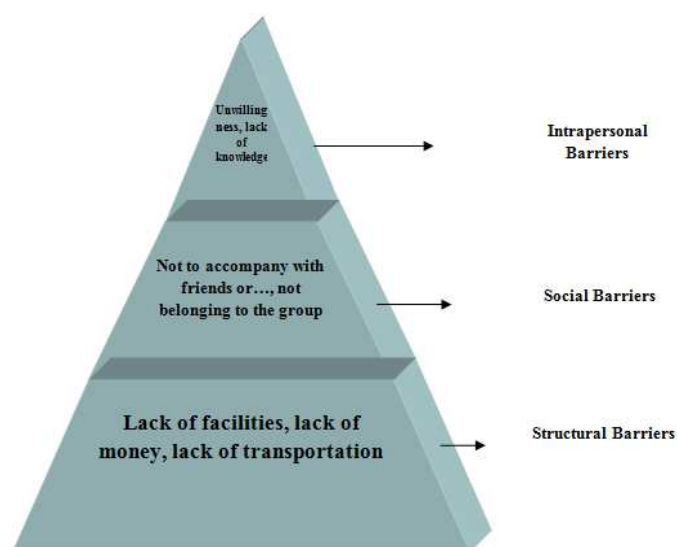 Unwilling
ness, lack
of
knowledge
Intrapersonal
Barriers
Not to accompany with
friends or…, not
belonging to the group
Social Barriers
Lack of facilities, lack of
money, lack of transportation
Structural Barriers